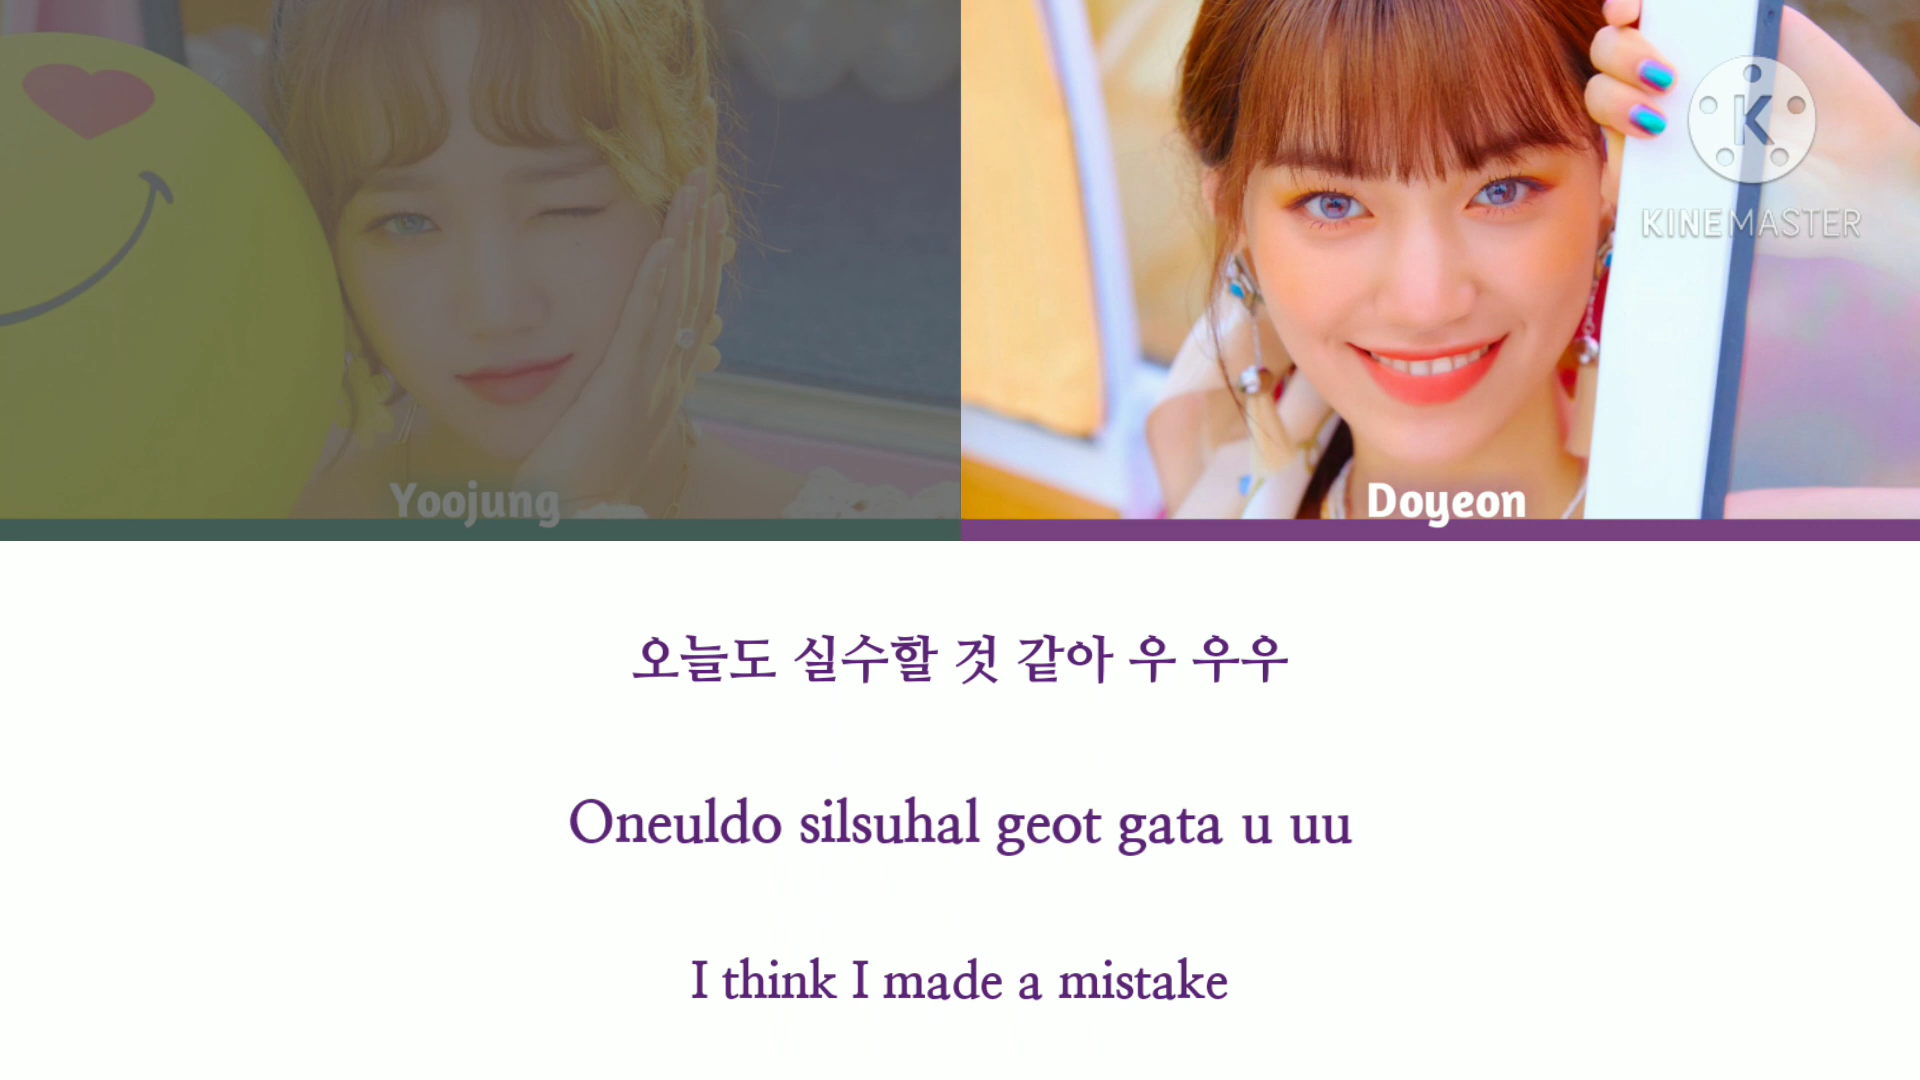 K
KINEMASTER
Yoojung
Doyeon
오늘도 실수할 것 같아 우 우우
Oneuldo silsuhal geot gata u uu
I think I made a mistake